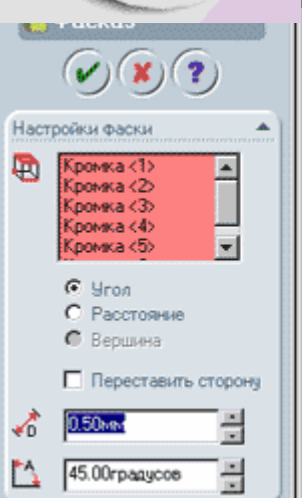 Фаска6
?
Настройки фаски
Кромка <1>
Кромка <2>
Кромка <3>
Кромка <4>
Кромка <5>
Угол
Расстояние
Вершина
Переставить сторону
D
0.50мм
A
45.00градусов